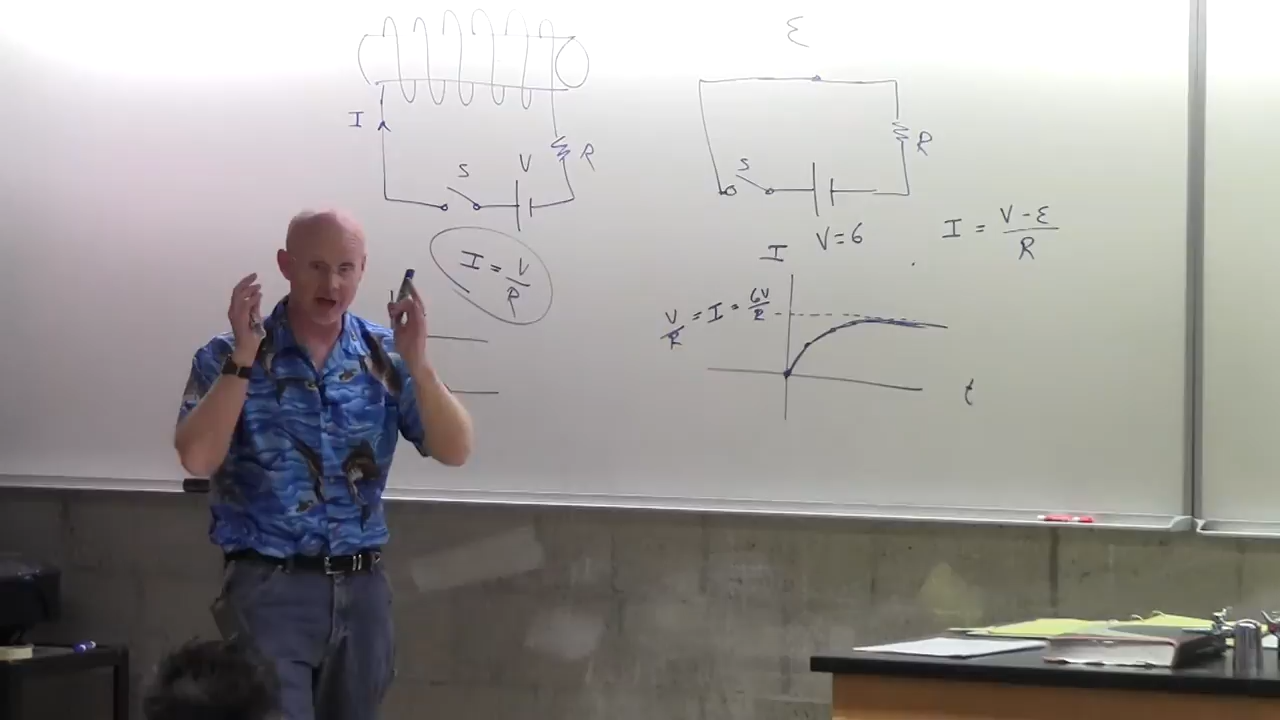 I
S
V
R
I = V/R
ε
S
R
V = 6
I = V - ε / R
I
V/R = I = 6V/R
t